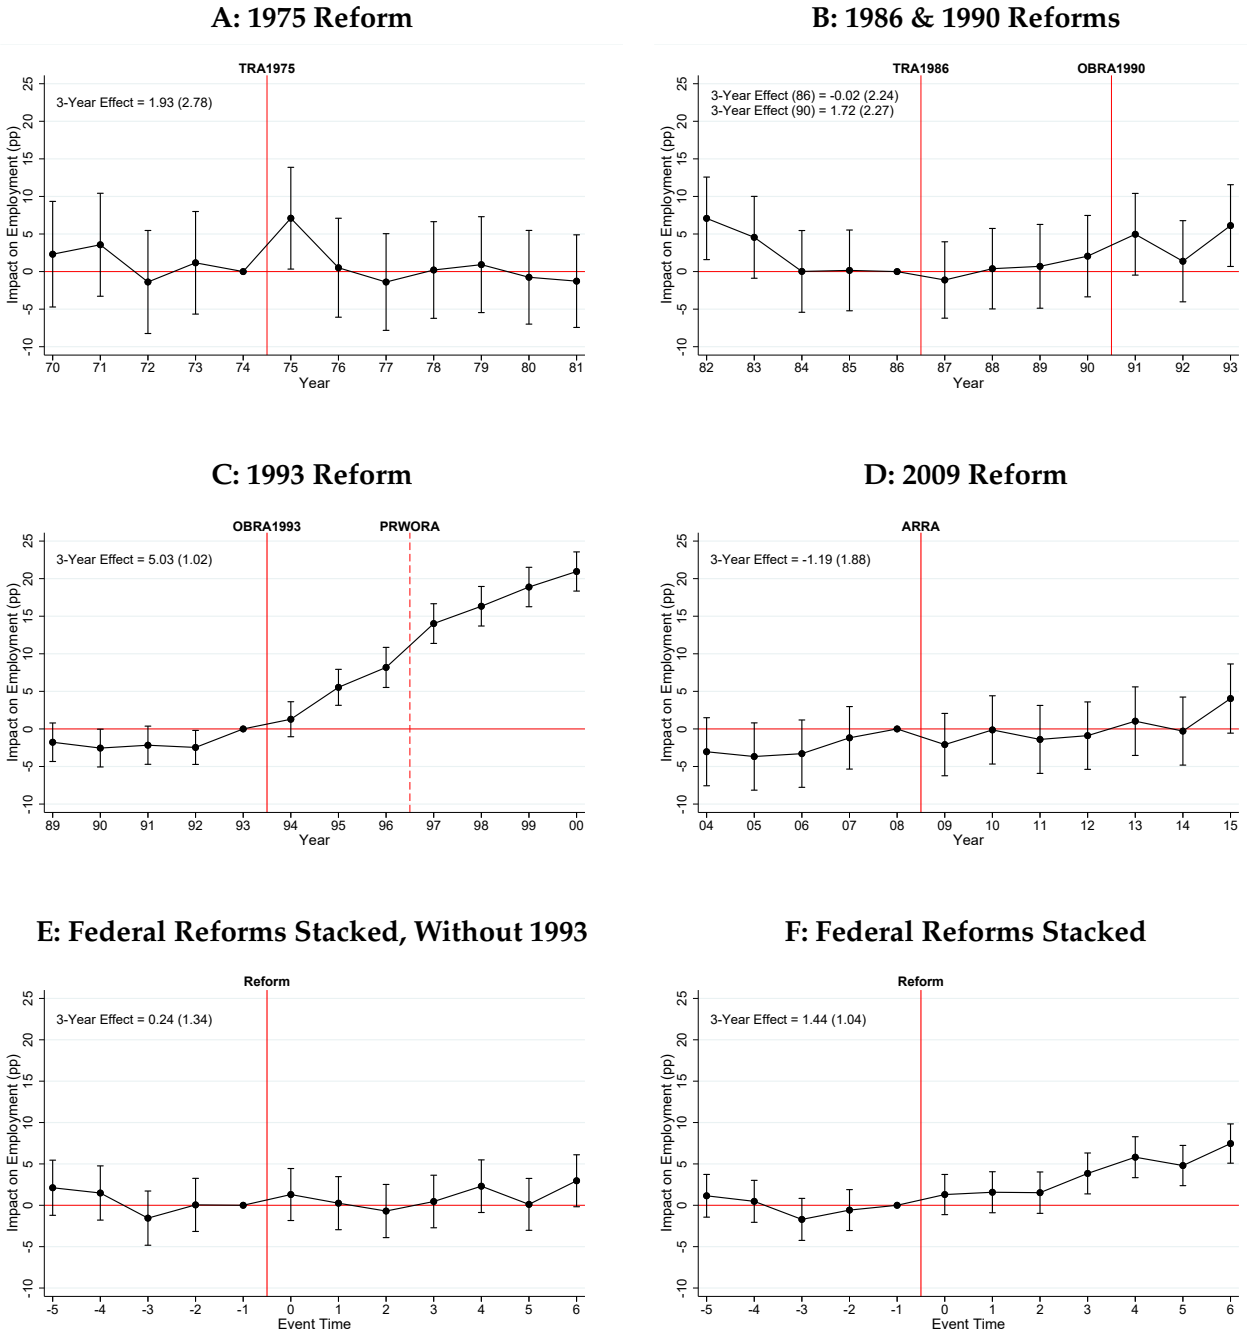 A: 1975 Reform
TRA1975
3-Year Effect = 1.93 (2.78)
Impact on Employment (pp)
25
20
15
10
5
0
-5
-10
70 71 72 73 74 75 76 77 78 79 80 81
Year
B: 1986 & 1990 Reforms
TRA1986 OBRA1990
3-Year Effect (86) = -0.02 (2.24)
3-Year Effect (90) = 1.72 (2.27)
Impact on Employment (pp)
25
20
15
10
5
0
-5
-10
82 83 84 85 86 87 88 89 90 91 92 93
Year
C: 1993 Reform
OBRA1993 PRWORA
3-Year Effect = 5.03 (1.02)
Impact on Employment (pp)
25
20
15
10
5
0
-5
-10
89 90 91 92 93 94 95 96 97 98 99 00
Year
D: 2009 Reform
ARRA
3-Year Effect = -1.19 (1.88)
Impact on Employment (pp)
25
20
15
10
5
0
-5
-10
04 05 06 07 08 09 10 11 12 13 14 15
Year
E: Federal Reforms Stacked, Without 1993
Reform
3-Year Effect = 0.24 (1.34)
Impact on Employment (pp)
25
20
15
10
5
0
-5
-10
-5 -4 -3 -2 -1 0 1 2 3 4 5 6
Event Time
F: Federal Reforms Stacked
Reform
3-Year Effect = 1.44 (1.04)
Impact on Employment (pp)
25
20
15
10
5
0
-5
-10
-5 -4 -3 -2 -1 0 1 2 3 4 5 6
Event Time